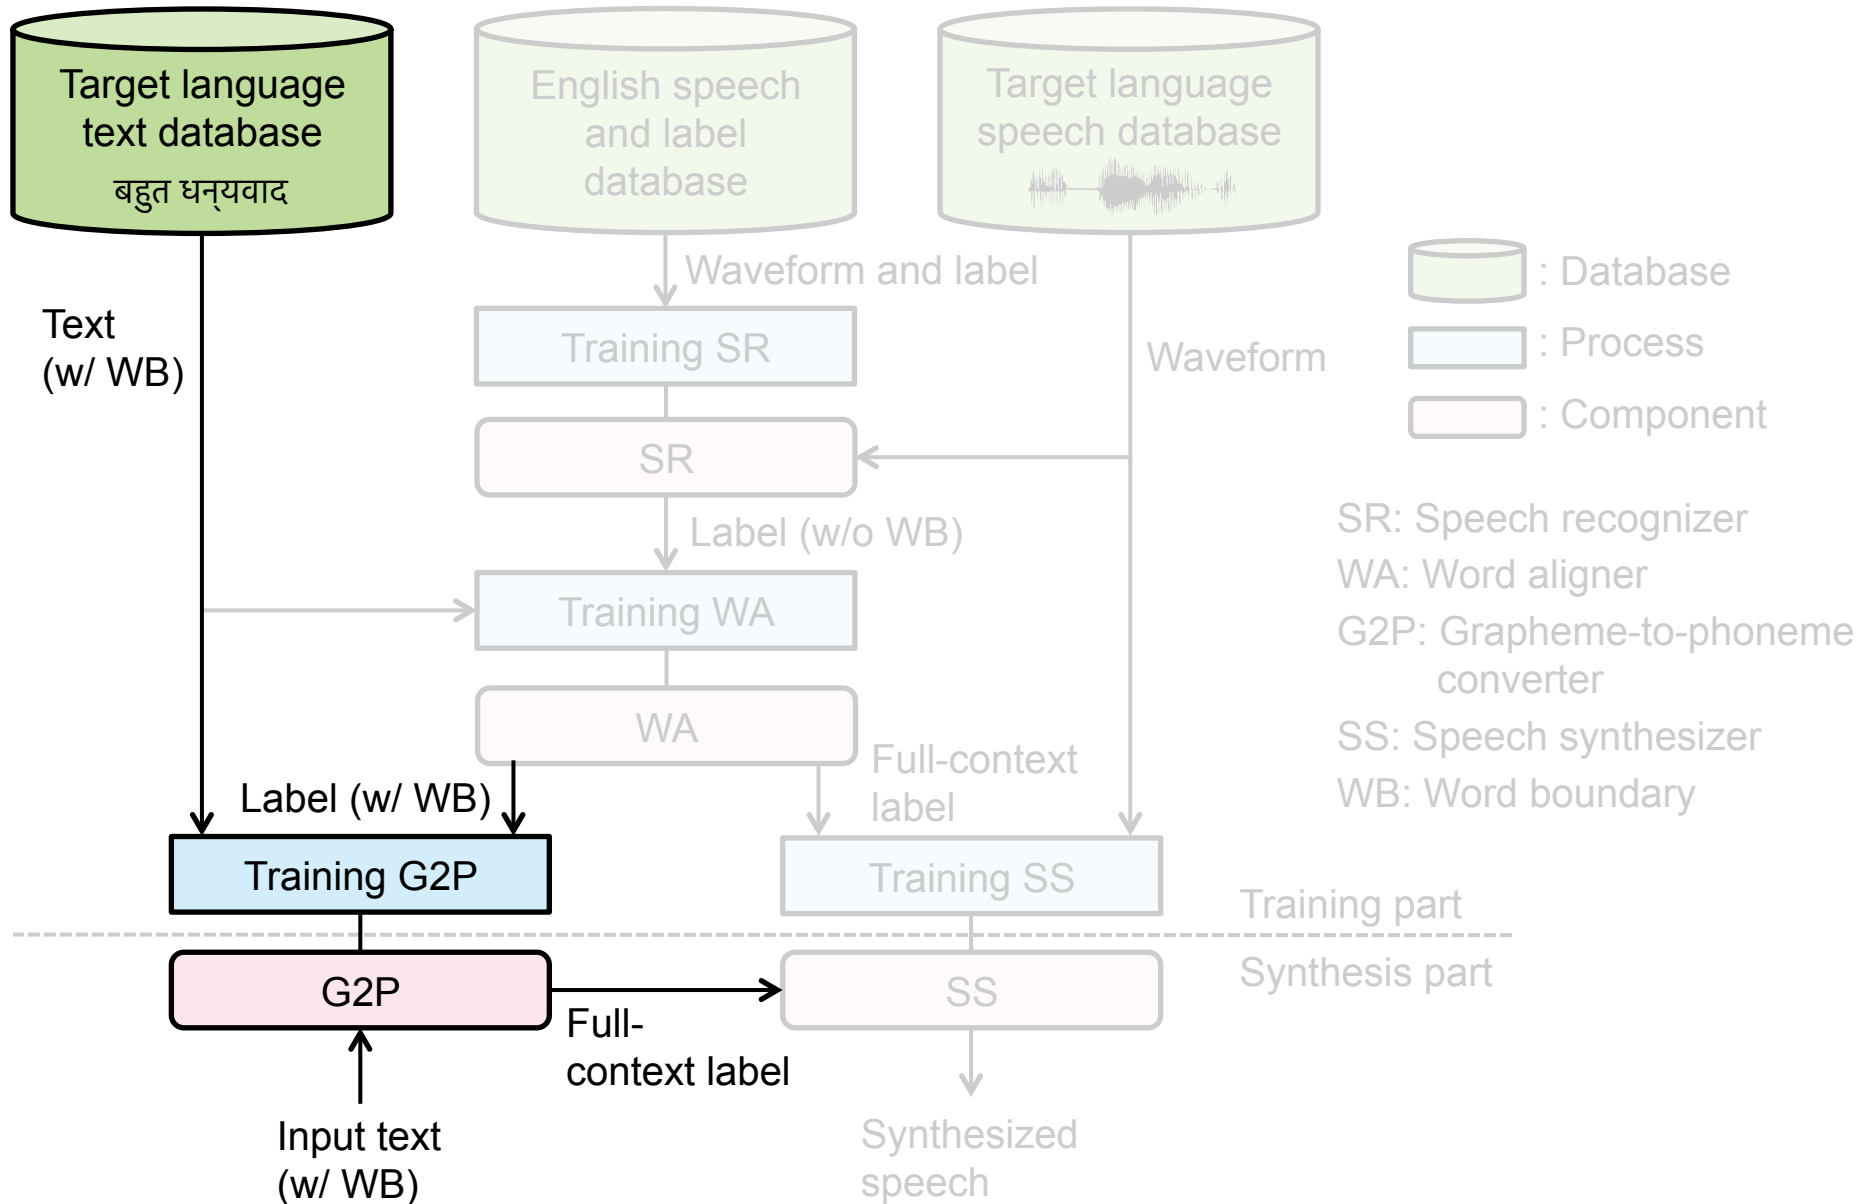 Target language
text database
बहुत धन्यवाद
English speech
and label
database
Target language
speech database
Waveform and label
: Database
Text
(w/ WB)
Training SR
Waveform
: Process
: Component
SR
Label (w/o WB)
SR: Speech recognizer
WA: Word aligner
Training WA
G2P: Grapheme-to-phoneme
converter
WA
SS: Speech synthesizer
Full-context
label
Label (w/ WB)
WB: Word boundary
Training G2P
Training SS
Training part
Synthesis part
G2P
SS
Full-
context label
Input text
(w/ WB)
Synthesized
speech